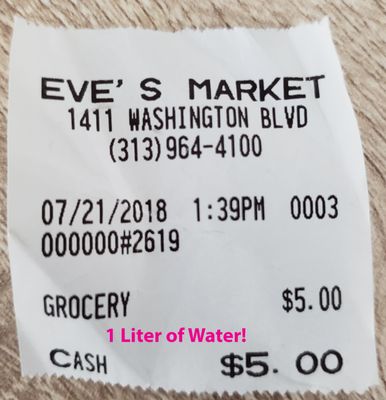 EVE'S MARKET
1411 WASHINGTON BLVD
(313)964-4100
07/21/2018 1:39PM 0003
000000#2619
GROCERY $5.00
1 Liter of Water!
CASH $5.00